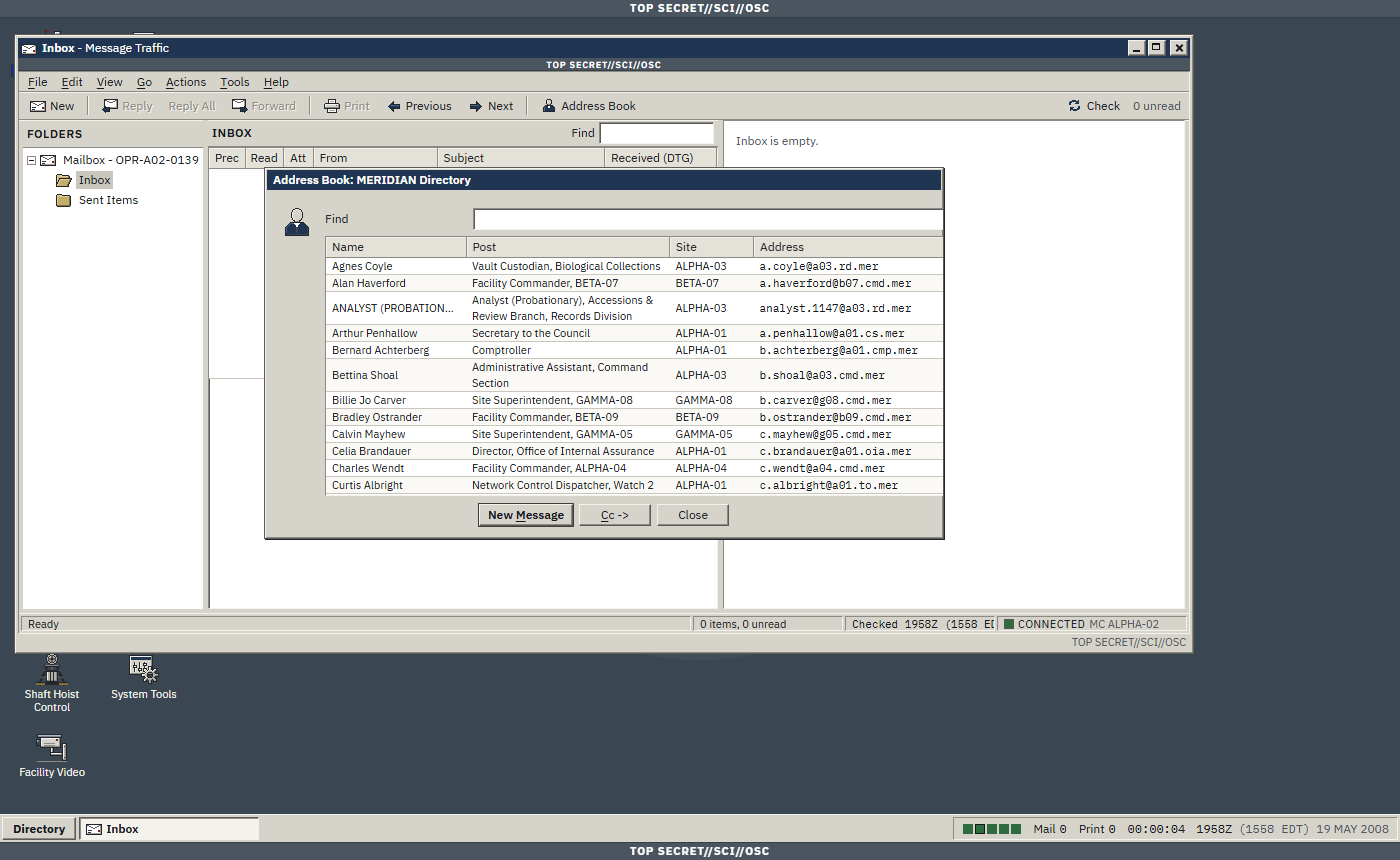 TOP SECRET//SCI//OSC
Inbox - Message Traffic
TOP SECRET//SCI//OSC
File Edit View Go Actions Tools Help
New Reply Reply All Forward Print Previous Next Address Book Check 0 unread
FOLDERS
Mailbox - OPR-A02-0139
Inbox
Sent Items
INBOX Find
Prec Read Att From Subject Received (DTG)
Inbox is empty.
Address Book: MERIDIAN Directory
Find
Name Post Site Address
Agnes Coyle Vault Custodian, Biological Collections ALPHA-03 a.coyle@a03.rd.mer
Alan Haverford Facility Commander, BETA-07 BETA-07 a.haverford@b07.cmd.mer
ANALYST (PROBATION... Analyst (Probationary), Accessions & Review Branch, Records Division ALPHA-03 analyst.1147@a03.rd.mer
Arthur Penhallow Secretary to the Council ALPHA-01 a.penhallow@a01.cs.mer
Bernard Achterberg Comptroller ALPHA-01 b.achterberg@a01.cmp.mer
Bettina Shoal Administrative Assistant, Command Section ALPHA-03 b.shoal@a03.cmd.mer
Billie Jo Carver Site Superintendent, GAMMA-08 GAMMA-08 b.carver@g08.cmd.mer
Bradley Ostrander Facility Commander, BETA-09 BETA-09 b.ostrander@b09.cmd.mer
Calvin Mayhew Site Superintendent, GAMMA-05 GAMMA-05 c.mayhew@g05.cmd.mer
Celia Brandauer Director, Office of Internal Assurance ALPHA-01 c.brandauer@a01.oia.mer
Charles Wendt Facility Commander, ALPHA-04 ALPHA-04 c.wendt@a04.cmd.mer
Curtis Albright Network Control Dispatcher, Watch 2 ALPHA-01 c.albright@a01.to.mer
New Message Cc -> Close
Ready 0 items, 0 unread Checked 1958Z (1558 ED CONNECTED MC ALPHA-02
TOP SECRET//SCI//OSC
Shaft Hoist
Control
System Tools
Facility Video
Directory Inbox Mail 0 Print 0 00:00:04 1958Z (1558 EDT) 19 MAY 2008
TOP SECRET//SCI//OSC